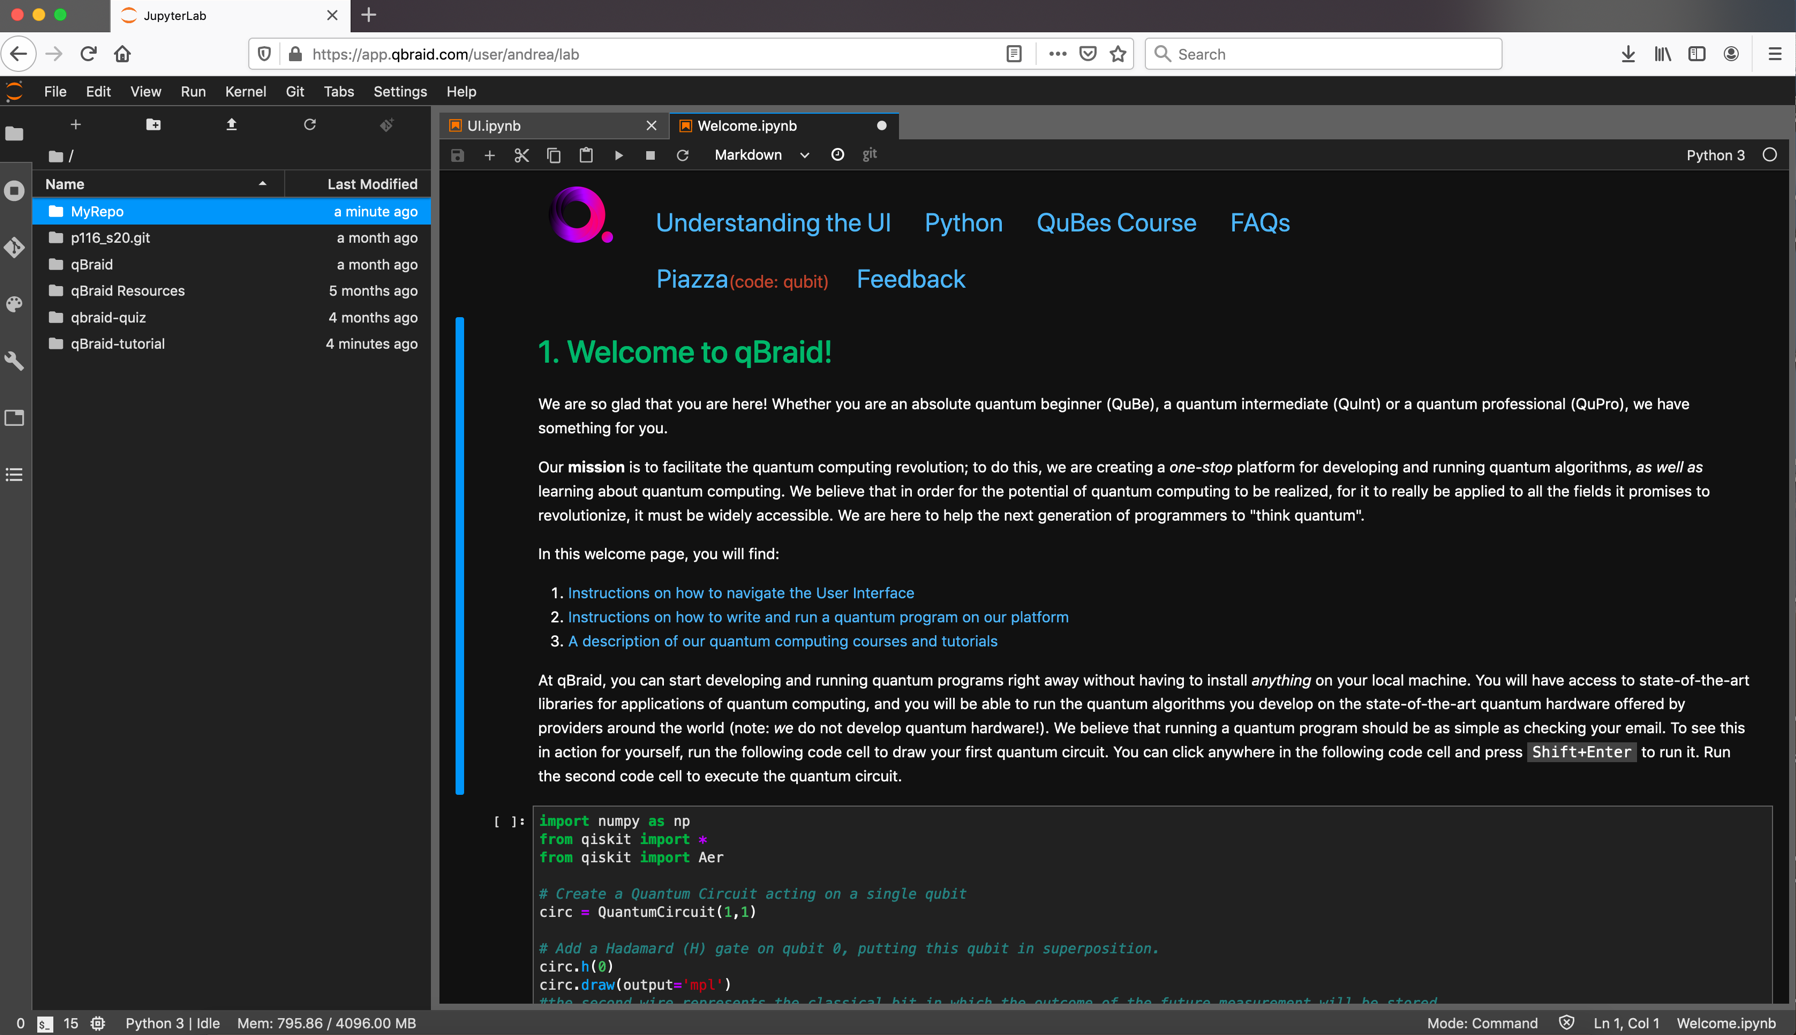 JupyterLab
https://app.qbraid.com/user/andrea/lab
Search
File Edit View Run Kernel Git Tabs Settings Help
UI.ipynb
Welcome.ipynb
Markdown
git
Python 3
/
Name Last Modified
MyRepo a minute ago
p116_s20.git a month ago
qBraid a month ago
qBraid Resources 5 months ago
qbraid-quiz 4 months ago
qBraid-tutorial 4 minutes ago
Understanding the UI Python QuBes Course FAQs
Piazza(code: qubit) Feedback
1. Welcome to qBraid!
We are so glad that you are here! Whether you are an absolute quantum beginner (QuBe), a quantum intermediate (QuInt) or a quantum professional (QuPro), we have
something for you.
Our mission is to facilitate the quantum computing revolution; to do this, we are creating a one-stop platform for developing and running quantum algorithms, as well as
learning about quantum computing. We believe that in order for the potential of quantum computing to be realized, for it to really be applied to all the fields it promises to
revolutionize, it must be widely accessible. We are here to help the next generation of programmers to "think quantum".
In this welcome page, you will find:
1. Instructions on how to navigate the User Interface
2. Instructions on how to write and run a quantum program on our platform
3. A description of our quantum computing courses and tutorials
At qBraid, you can start developing and running quantum programs right away without having to install anything on your local machine. You will have access to state-of-the-art
libraries for applications of quantum computing, and you will be able to run the quantum algorithms you develop on the state-of-the-art quantum hardware offered by
providers around the world (note: we do not develop quantum hardware!). We believe that running a quantum program should be as simple as checking your email. To see this
in action for yourself, run the following code cell to draw your first quantum circuit. You can click anywhere in the following code cell and press Shift+Enter to run it. Run
the second code cell to execute the quantum circuit.
[ ]: import numpy as np
from qiskit import *
from qiskit import Aer
# Create a Quantum Circuit acting on a single qubit
circ = QuantumCircuit(1,1)
# Add a Hadamard (H) gate on qubit 0, putting this qubit in superposition.
circ.h(0)
circ.draw(output='mpl')
#the second wire represents the classical bit in which the outcome of the future measurement will be stored
0 $_ 15 Python 3 | Idle Mem: 795.86 / 4096.00 MB
Mode: Command Ln 1, Col 1 Welcome.ipynb